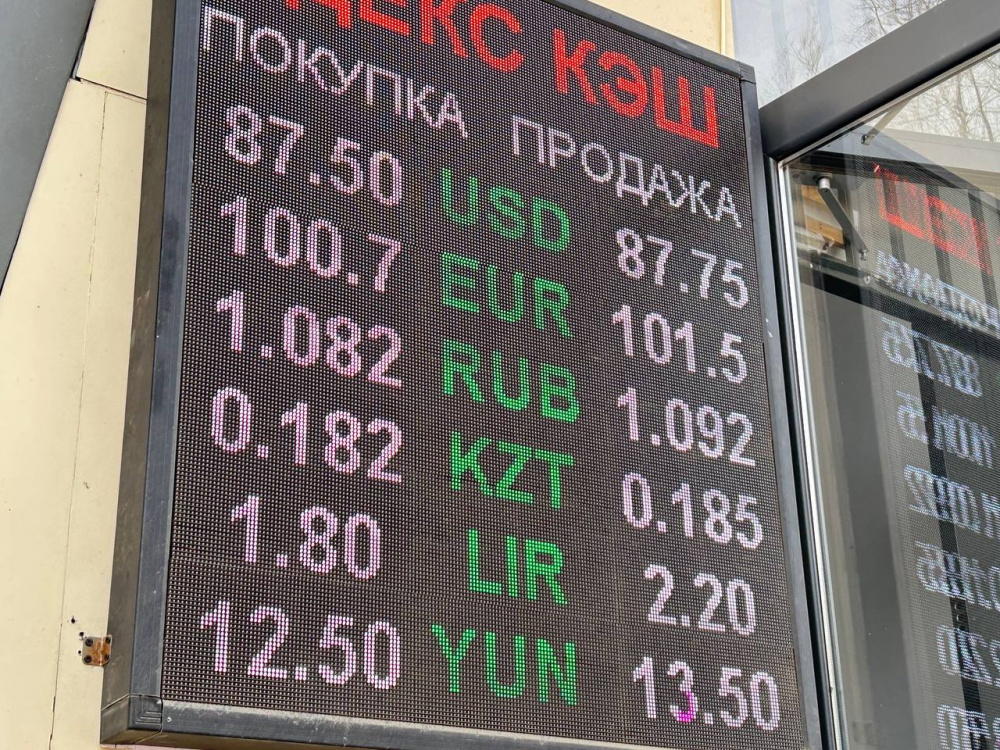 ДЕКС КЭШ
ПОКУПКА ПРОДАЖА
87.50 USD 87.75
100.7 EUR 101.5
1.082 RUB 1.092
0.182 KZT 0.185
1.80 LIR 2.20
12.50 YUN 13.50